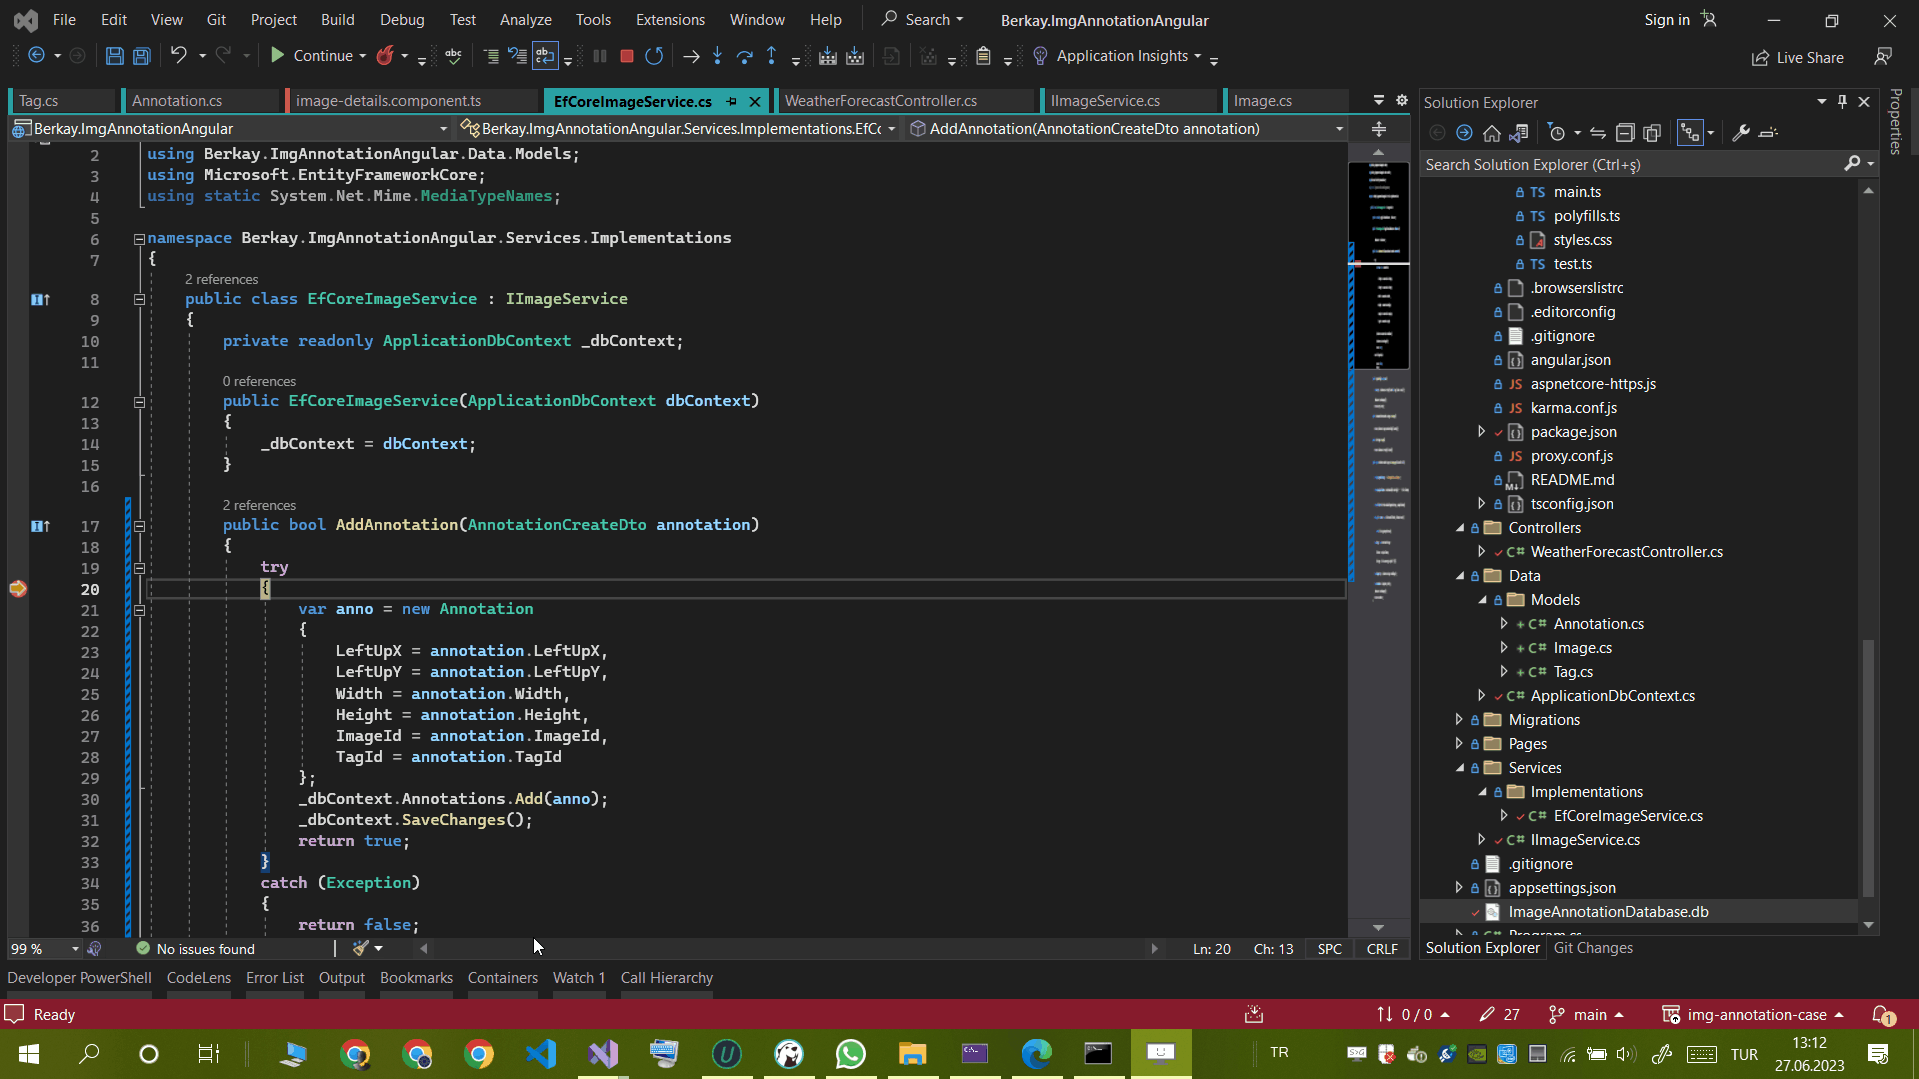 File Edit View Git Project Build Debug Test Analyze Tools Extensions Window Help Search Berkay.ImgAnnotationAngular Sign in
Continue Application Insights Live Share
Tag.cs Annotation.cs image-details.component.ts EfCoreImageService.cs WeatherForecastController.cs IImageService.cs Image.cs
Berkay.ImgAnnotationAngular Berkay.ImgAnnotationAngular.Services.Implementations.EfCo AddAnnotation(AnnotationCreateDto annotation)
2 using Berkay.ImgAnnotationAngular.Data.Models;
3 using Microsoft.EntityFrameworkCore;
4 using static System.Net.Mime.MediaTypeNames;
5
6 namespace Berkay.ImgAnnotationAngular.Services.Implementations
7 {
2 references
8 public class EfCoreImageService : IImageService
9 {
10 private readonly ApplicationDbContext _dbContext;
11
0 references
12 public EfCoreImageService(ApplicationDbContext dbContext)
13 {
14 _dbContext = dbContext;
15 }
16
2 references
17 public bool AddAnnotation(AnnotationCreateDto annotation)
18 {
19 try
20 {
21 var anno = new Annotation
22 {
23 LeftUpX = annotation.LeftUpX,
24 LeftUpY = annotation.LeftUpY,
25 Width = annotation.Width,
26 Height = annotation.Height,
27 ImageId = annotation.ImageId,
28 TagId = annotation.TagId
29 };
30 _dbContext.Annotations.Add(anno);
31 _dbContext.SaveChanges();
32 return true;
33 }
34 catch (Exception)
35 {
36 return false;
99 % No issues found Ln: 20 Ch: 13 SPC CRLF
Solution Explorer
Search Solution Explorer (Ctrl+ş)
TS main.ts
TS polyfills.ts
styles.css
TS test.ts
.browserslistrc
.editorconfig
.gitignore
angular.json
JS aspnetcore-https.js
JS karma.conf.js
package.json
JS proxy.conf.js
README.md
tsconfig.json
Controllers
C# WeatherForecastController.cs
Data
Models
C# Annotation.cs
C# Image.cs
C# Tag.cs
C# ApplicationDbContext.cs
Migrations
Pages
Services
Implementations
C# EfCoreImageService.cs
C# IImageService.cs
.gitignore
appsettings.json
ImageAnnotationDatabase.db
C# Program.cs
Solution Explorer Git Changes
Properties
Developer PowerShell CodeLens Error List Output Bookmarks Containers Watch 1 Call Hierarchy
Ready 0 / 0 27 main img-annotation-case 1
TR TUR 13:12
27.06.2023